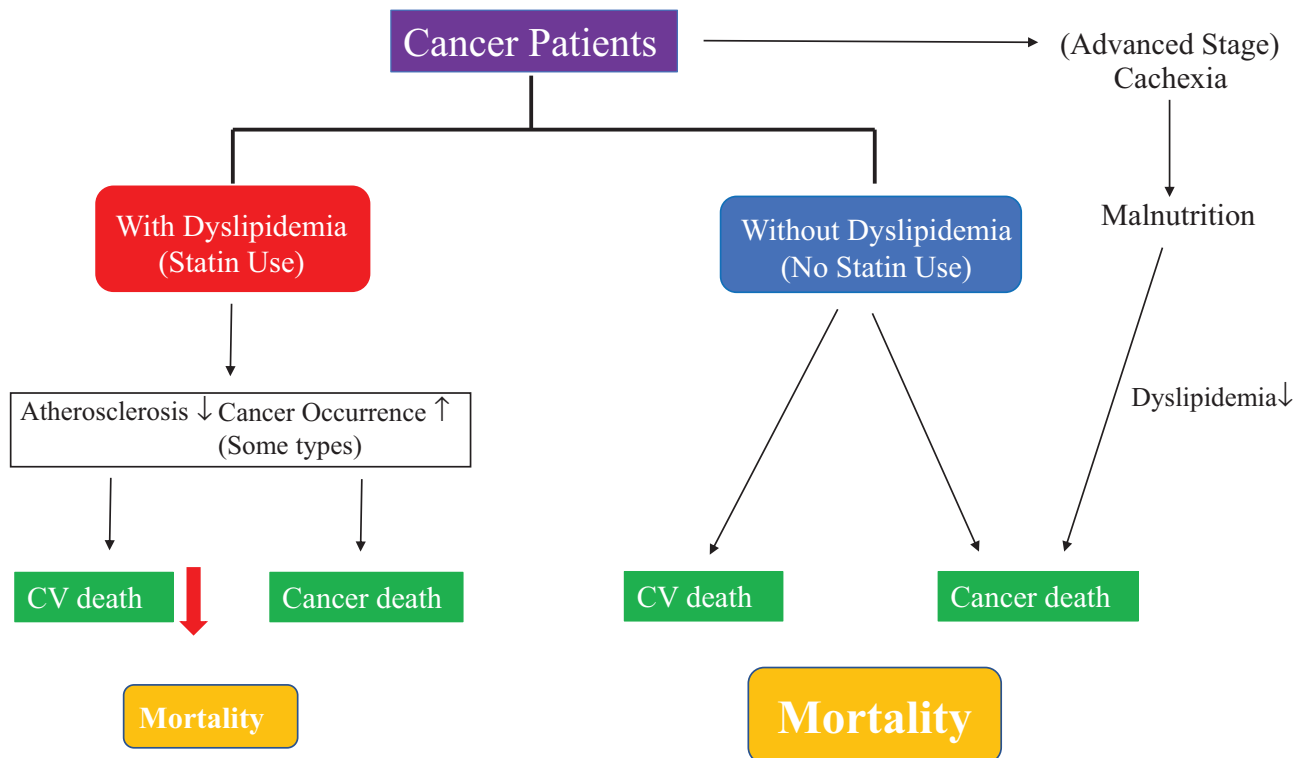 Cancer Patients
(Advanced Stage)
Cachexia
With Dyslipidemia
(Statin Use)
Without Dyslipidemia
(No Statin Use)
Malnutrition
Atherosclerosis ↓ Cancer Occurrence ↑
(Some types)
Dyslipidemia↓
CV death
Cancer death
CV death
Cancer death
Mortality
Mortality